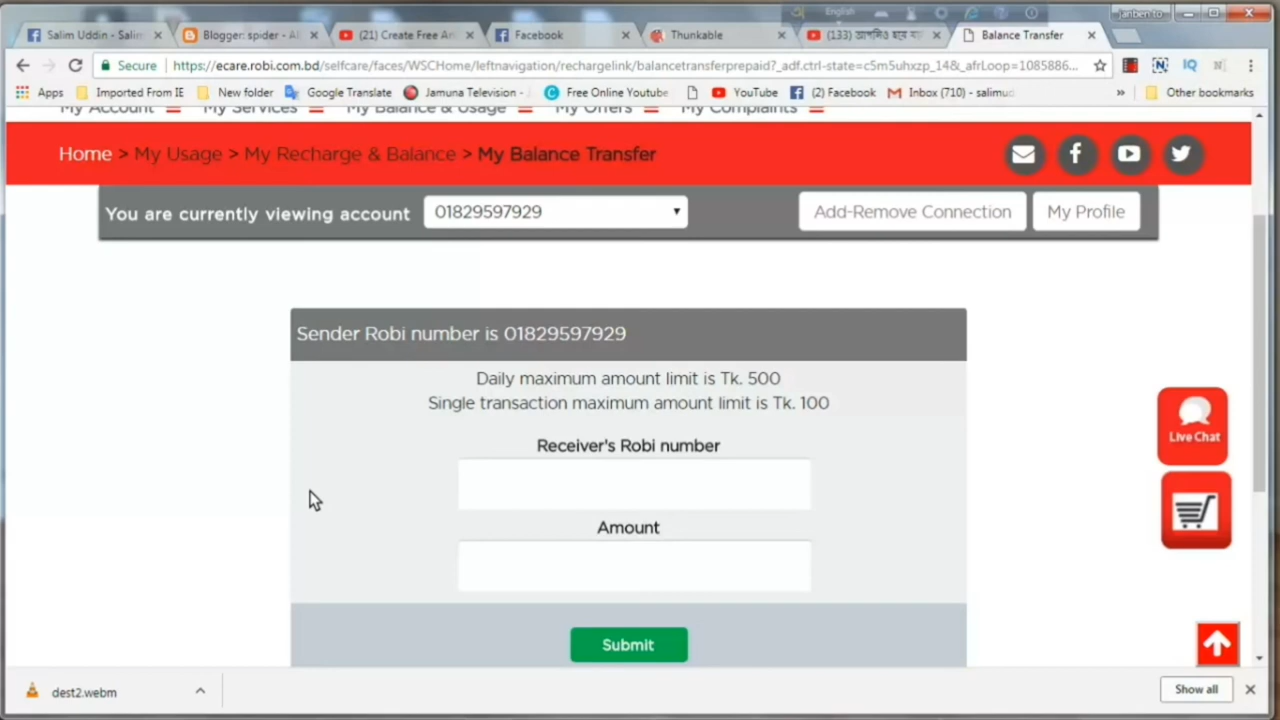 English
janben to
Salim Uddin - Salim
Blogger: spider - All
(21) Create Free An
Facebook
Thunkable
(133) আপনিও হয়ে যা
Balance Transfer
Secure https://ecare.robi.com.bd/selfcare/faces/WSCHome/leftnavigation/rechargelink/balancetransferprepaid?_adf.ctrl-state=c5m5uhxzp_14&_afrLoop=1085886...
Apps Imported From IE New folder Google Translate Jamuna Television - Free Online Youtube YouTube (2) Facebook Inbox (710) - salimud » Other bookmarks
My Account My Services My Balance & Usage My Offers My Complaints
Home > My Usage > My Recharge & Balance > My Balance Transfer
You are currently viewing account 01829597929 Add-Remove Connection My Profile
Sender Robi number is 01829597929
Daily maximum amount limit is Tk. 500
Single transaction maximum amount limit is Tk. 100
Receiver's Robi number
Live Chat
Amount
Submit
dest2.webm
Show all